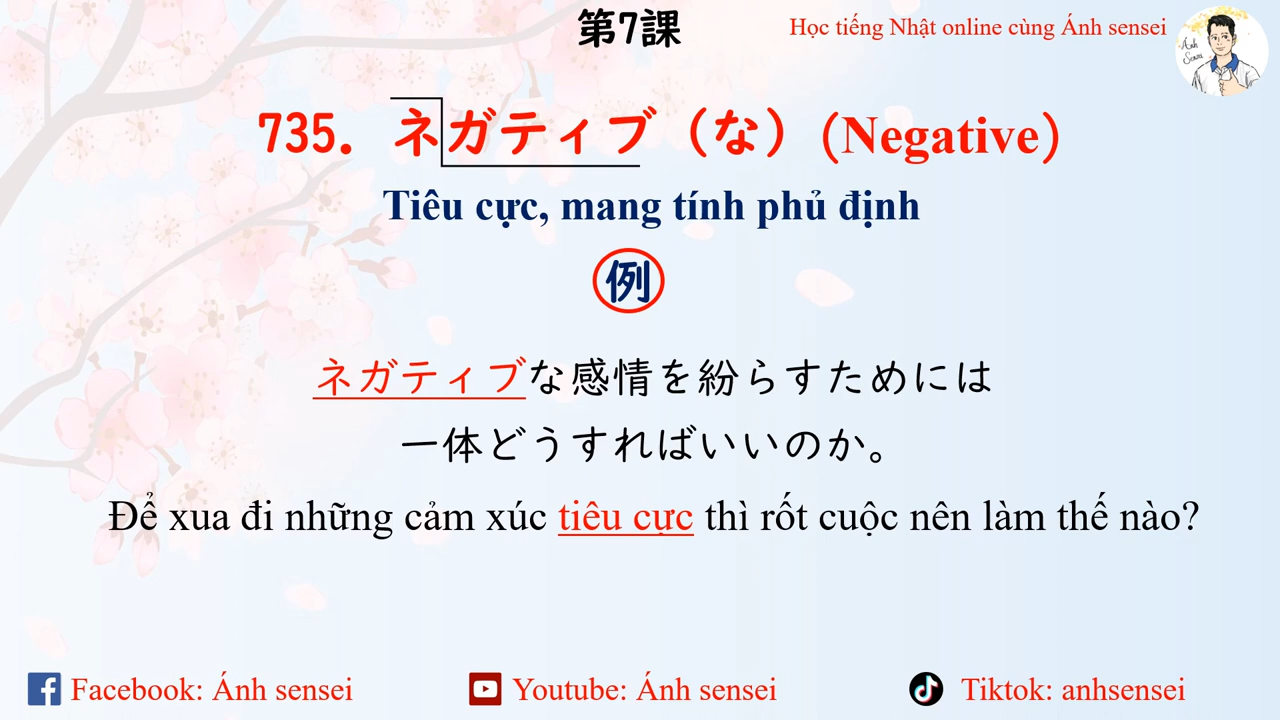 第7課
Học tiếng Nhật online cùng Ánh sensei
Ánh Sensei
735. ネガティブ（な）(Negative)
Tiêu cực, mang tính phủ định
例
ネガティブな感情を紛らすためには
一体どうすればいいのか。
Để xua đi những cảm xúc tiêu cực thì rốt cuộc nên làm thế nào?
Facebook: Ánh sensei
Youtube: Ánh sensei
Tiktok: anhsensei